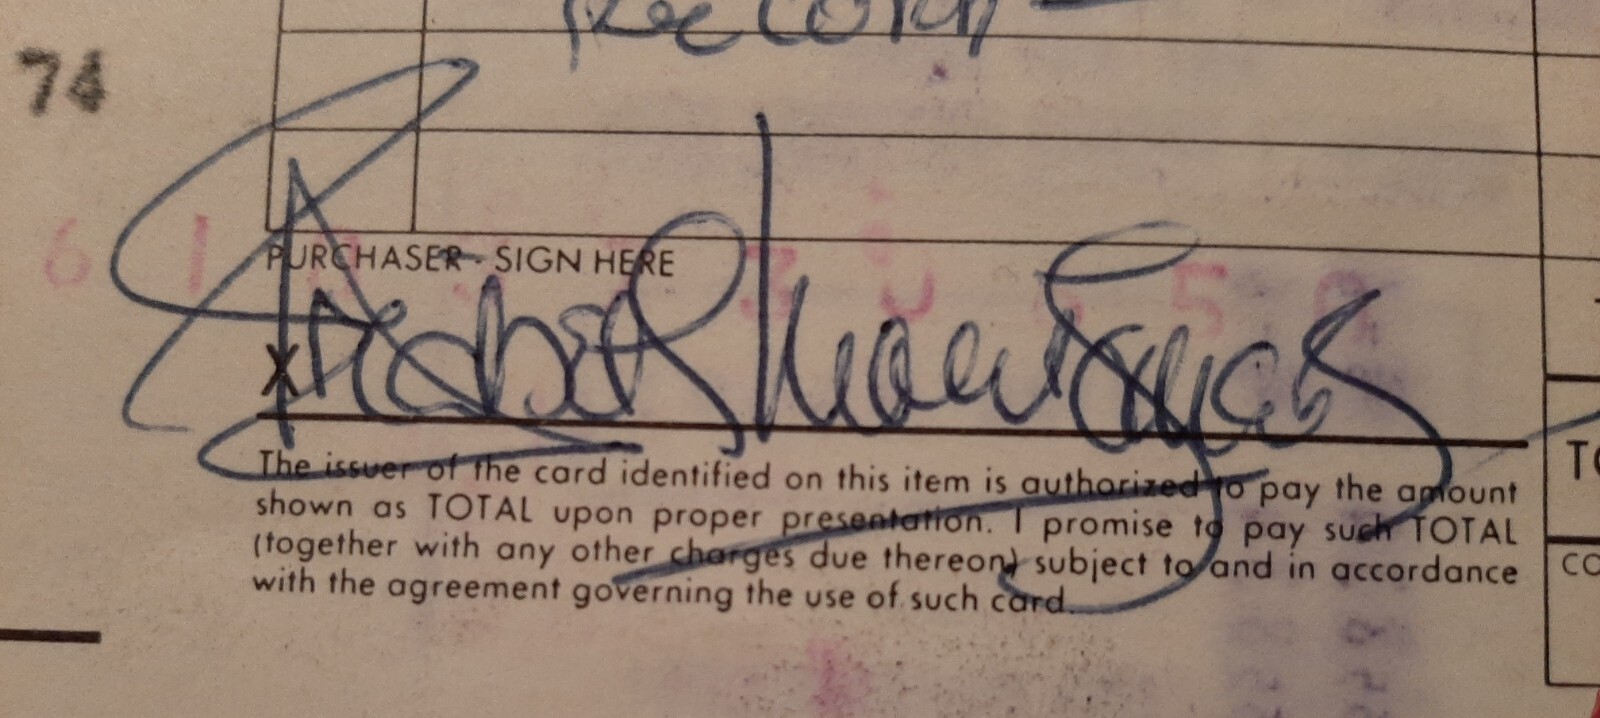 Record
74
PURCHASER - SIGN HERE
X
The issuer of the card identified on this item is authorized to pay the amount
shown as TOTAL upon proper presentation. I promise to pay such TOTAL
(together with any other charges due thereon) subject to and in accordance
with the agreement governing the use of such card.